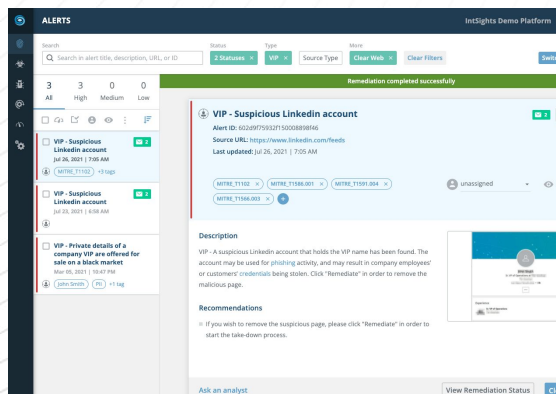 ALERTS
IntSights Demo Platform
Search
Search in alert title, description, URL, or ID
Status
2 Statuses ×
Type
VIP ×
Source Type
More
Clear Web ×
Clear Filters
Switc
3 3 0 0
All High Medium Low
VIP - Suspicious
Linkedin account
2
Jul 26, 2021 | 7:05 AM
MITRE_T1102 +3 tags
VIP - Suspicious
Linkedin account
2
Jul 23, 2021 | 6:58 AM
VIP - Private details of a
company VIP are offered for
sale on a black market
Mar 05, 2021 | 10:47 PM
John Smith PII +1 tag
Remediation completed successfully
VIP - Suspicious Linkedin account
2
Alert ID: 602d9f75932f150008898f46
Source URL: https://www.linkedin.com/feeds
Last updated: Jul 26, 2021 | 7:05 AM
MITRE_T1102 × MITRE_T1586.001 × MITRE_T1591.004 ×
MITRE_T1566.003 × +
unassigned
Description
VIP - A suspicious Linkedin account that holds the VIP name has been found. The
account may be used for phishing activity, and may result in company employees'
or customers' credentials being stolen. Click "Remediate" in order to remove the
malicious page.
Recommendations
If you wish to remove the suspicious page, please click "Remediate" in order to
start the take-down process.
Ask an analyst
View Remediation Status
Cl